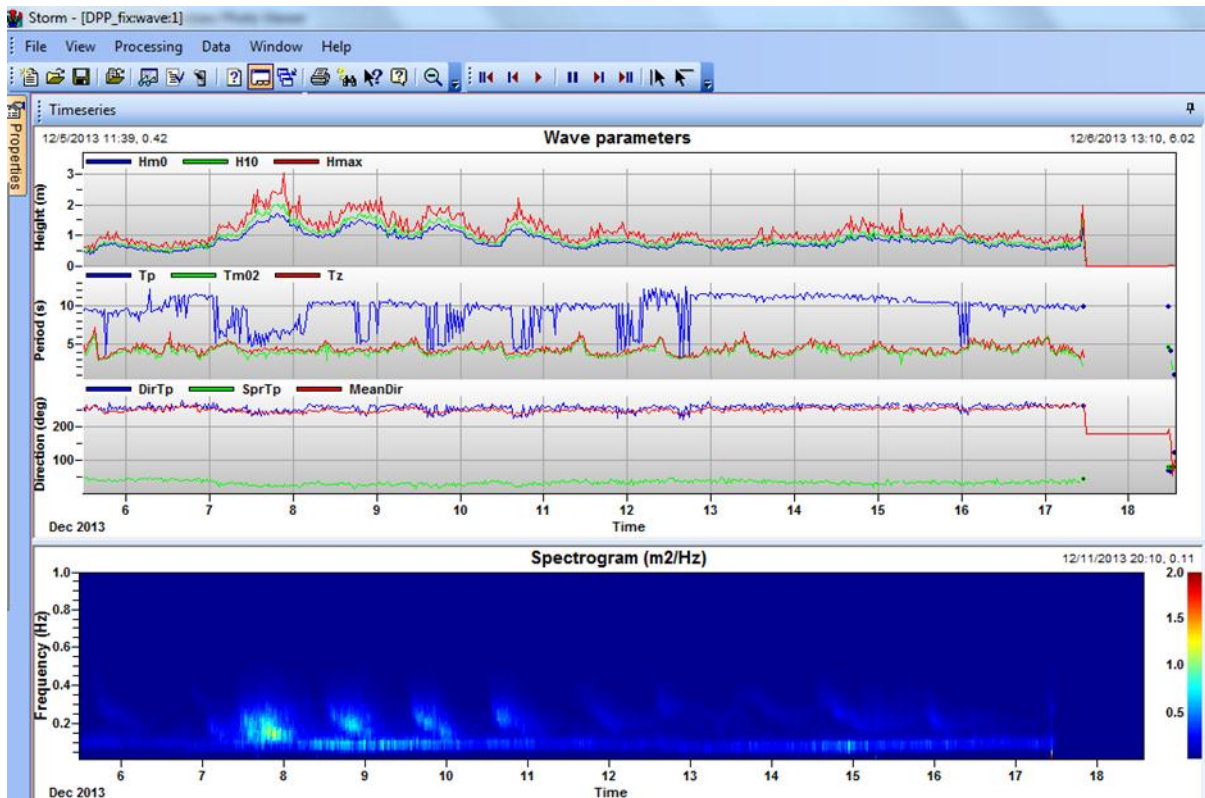 Storm - [DPP_fix:wave:1]
File View Processing Data Window Help
Properties
Timeseries
12/5/2013 11:39, 0.42 Wave parameters 12/6/2013 13:10, 6.02
Hm0 H10 Hmax
Height (m)
3
2
1
0
Tp Tm02 Tz
Period (s)
10
5
DirTp SprTp MeanDir
Direction (deg)
200
100
6 7 8 9 10 11 12 13 14 15 16 17 18
Dec 2013 Time
Spectrogram (m2/Hz) 12/11/2013 20:10, 0.11
Frequency (Hz)
1.0
0.8
0.6
0.4
0.2
2.0
1.5
1.0
0.5
6 7 8 9 10 11 12 13 14 15 16 17 18
Dec 2013 Time